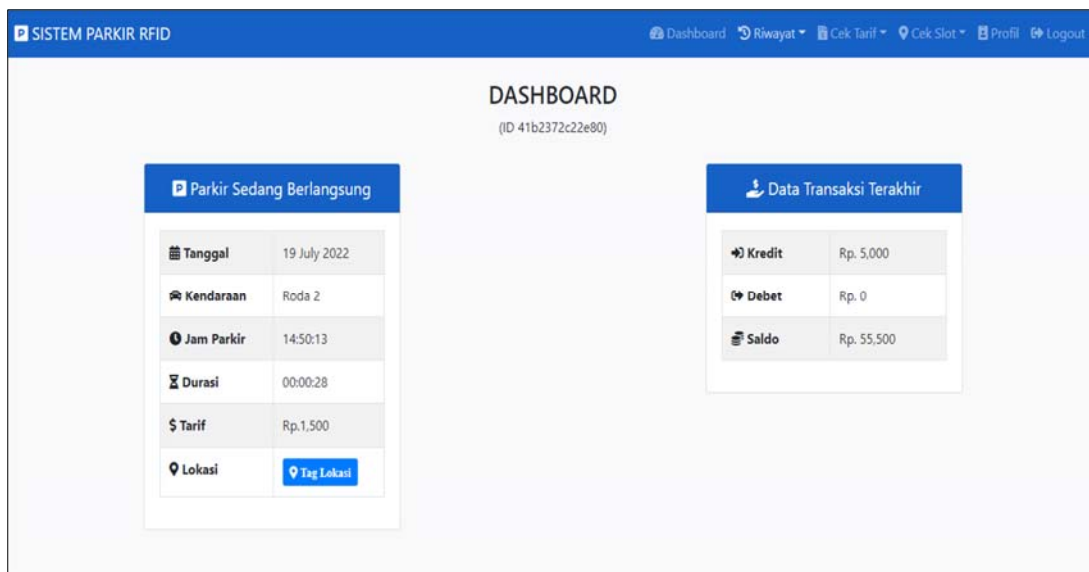 SISTEM PARKIR RFID
Dashboard Riwayat Cek Tarif Cek Slot Profil Logout
DASHBOARD
(ID 41b2372c22e80)
Parkir Sedang Berlangsung
Tanggal 19 July 2022
Kendaraan Roda 2
Jam Parkir 14:50:13
Durasi 00:00:28
$ Tarif Rp.1,500
Lokasi Tag Lokasi
Data Transaksi Terakhir
Kredit Rp. 5,000
Debet Rp. 0
Saldo Rp. 55,500